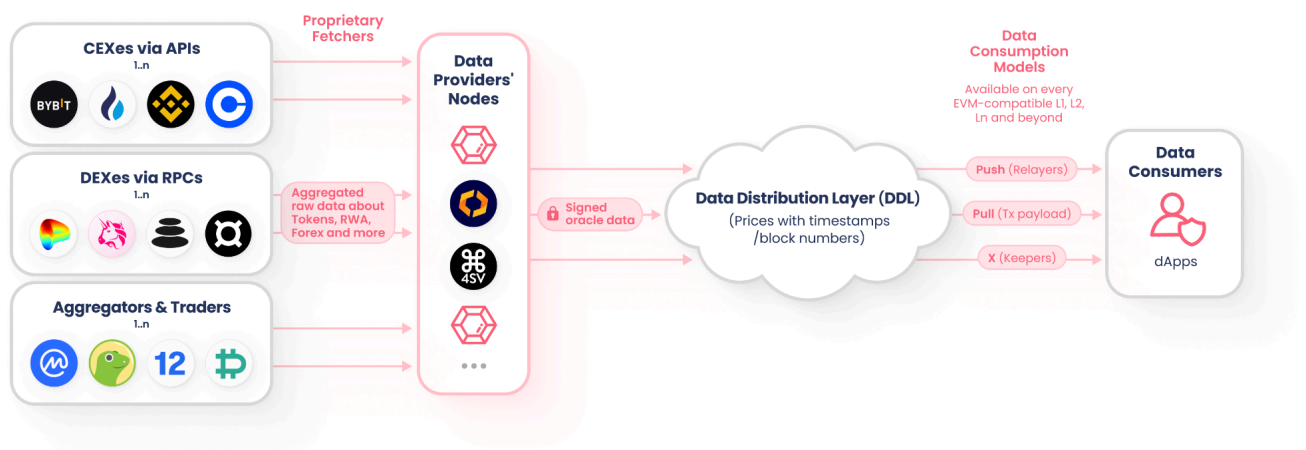 CEXes via APIs
1..n
BYBIT
DEXes via RPCs
1..n
Aggregators & Traders
1..n
12
Proprietary
Fetchers
Aggregated
raw data about
Tokens, RWA,
Forex and more
Data
Providers'
Nodes
4SV
Signed
oracle data
Data Distribution Layer (DDL)
(Prices with timestamps
/block numbers)
Data
Consumption
Models
Available on every
EVM-compatible L1, L2,
Ln and beyond
Push (Relayers)
Pull (Tx payload)
X (Keepers)
Data
Consumers
dApps